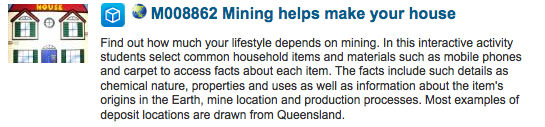 HOUSE
M008862 Mining helps make your house
Find out how much your lifestyle depends on mining. In this interactive activity
students select common household items and materials such as mobile phones
and carpet to access facts about each item. The facts include such details as
chemical nature, properties and uses as well as information about the item's
origins in the Earth, mine location and production processes. Most examples of
deposit locations are drawn from Queensland.